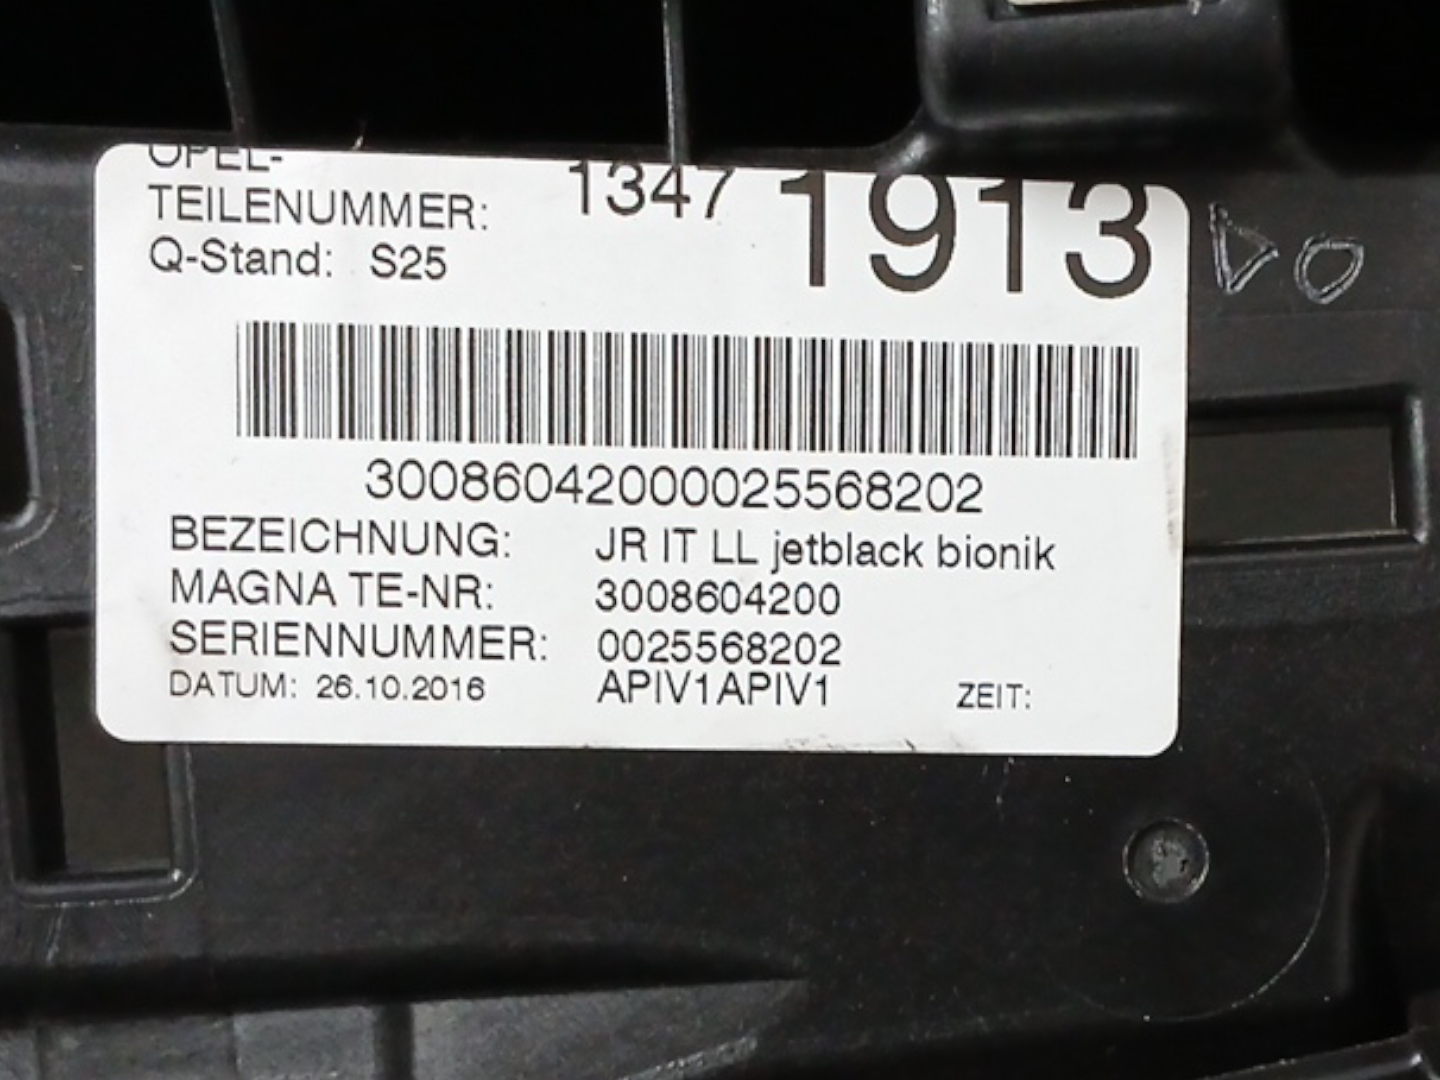 OPEL-
TEILENUMMER: 1347 1913
Q-Stand: S25
300860420000025568202
BEZEICHNUNG: JR IT LL jetblack bionik
MAGNA TE-NR: 3008604200
SERIENNUMMER: 0025568202
DATUM: 26.10.2016 APIV1APIV1 ZEIT: